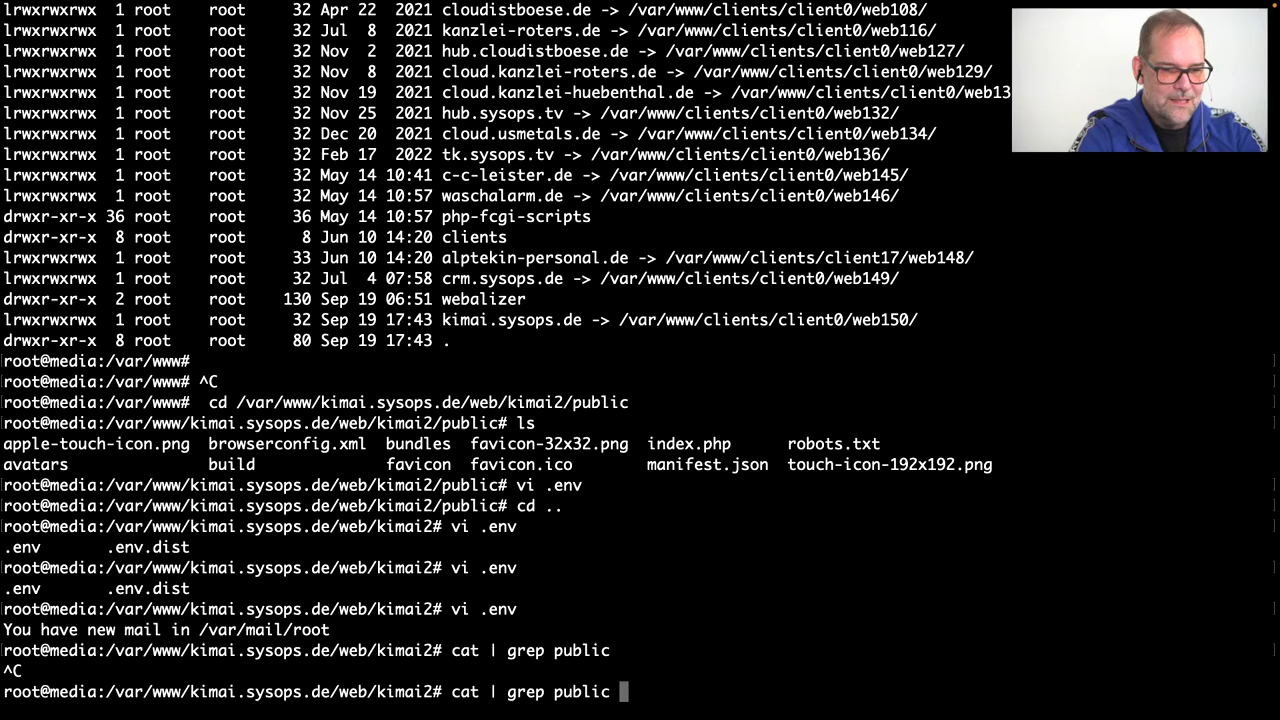 lrwxrwxrwx  1 root    root      32 Apr 22  2021 cloudistboese.de -> /var/www/clients/client0/web108/
lrwxrwxrwx  1 root    root      32 Jul  8  2021 kanzlei-roters.de -> /var/www/clients/client0/web116/
lrwxrwxrwx  1 root    root      32 Nov  2  2021 hub.cloudistboese.de -> /var/www/clients/client0/web127/
lrwxrwxrwx  1 root    root      32 Nov  8  2021 cloud.kanzlei-roters.de -> /var/www/clients/client0/web129/
lrwxrwxrwx  1 root    root      32 Nov 19  2021 cloud.kanzlei-huebenthal.de -> /var/www/clients/client0/web13
lrwxrwxrwx  1 root    root      32 Nov 25  2021 hub.sysops.tv -> /var/www/clients/client0/web132/
lrwxrwxrwx  1 root    root      32 Dec 20  2021 cloud.usmetals.de -> /var/www/clients/client0/web134/
lrwxrwxrwx  1 root    root      32 Feb 17  2022 tk.sysops.tv -> /var/www/clients/client0/web136/
lrwxrwxrwx  1 root    root      32 May 14 10:41 c-c-leister.de -> /var/www/clients/client0/web145/
lrwxrwxrwx  1 root    root      32 May 14 10:57 waschalarm.de -> /var/www/clients/client0/web146/
drwxr-xr-x 36 root    root      36 May 14 10:57 php-fcgi-scripts
drwxr-xr-x  8 root    root       8 Jun 10 14:20 clients
lrwxrwxrwx  1 root    root      33 Jun 10 14:20 alptekin-personal.de -> /var/www/clients/client17/web148/
lrwxrwxrwx  1 root    root      32 Jul  4 07:58 crm.sysops.de -> /var/www/clients/client0/web149/
drwxr-xr-x  2 root    root     130 Sep 19 06:51 webalizer
lrwxrwxrwx  1 root    root      32 Sep 19 17:43 kimai.sysops.de -> /var/www/clients/client0/web150/
drwxr-xr-x  8 root    root      80 Sep 19 17:43 .
root@media:/var/www#
root@media:/var/www# ^C
root@media:/var/www#  cd /var/www/kimai.sysops.de/web/kimai2/public
root@media:/var/www/kimai.sysops.de/web/kimai2/public# ls
apple-touch-icon.png  browserconfig.xml  bundles  favicon-32x32.png  index.php      robots.txt
avatars               build              favicon  favicon.ico        manifest.json  touch-icon-192x192.png
root@media:/var/www/kimai.sysops.de/web/kimai2/public# vi .env
root@media:/var/www/kimai.sysops.de/web/kimai2/public# cd ..
root@media:/var/www/kimai.sysops.de/web/kimai2# vi .env
.env       .env.dist
root@media:/var/www/kimai.sysops.de/web/kimai2# vi .env
.env       .env.dist
root@media:/var/www/kimai.sysops.de/web/kimai2# vi .env
You have new mail in /var/mail/root
root@media:/var/www/kimai.sysops.de/web/kimai2# cat | grep public
^C
root@media:/var/www/kimai.sysops.de/web/kimai2# cat | grep public